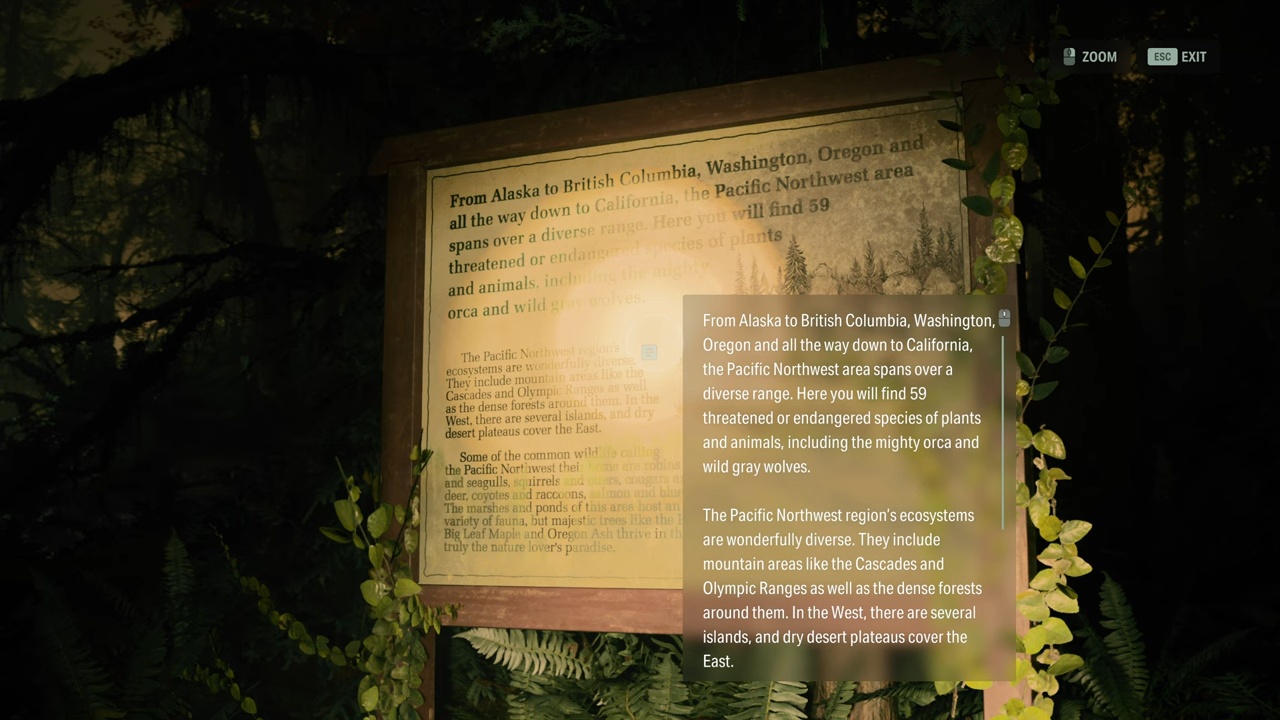 ZOOM
ESC EXIT
From Alaska to British Columbia, Washington, Oregon and
all the way down to California, the Pacific Northwest area
spans over a diverse range. Here you will find 59
threatened or endangered species of plants
and animals, including the mighty
orca and wild gray wolves.
The Pacific Northwest region's
ecosystems are wonderfully diverse.
They include mountain areas like the
Cascades and Olympic Ranges as well
as the dense forests around them. In the
West, there are several islands, and dry
desert plateaus cover the East.
Some of the common wildlife calling
the Pacific Northwest their home are robins
and seagulls, squirrels and otters, cougars
deer, coyotes and raccoons, salmon and
The marshes and ponds of this area host an
variety of fauna, but majestic trees like the
Big Leaf Maple and Oregon Ash thrive in
truly the nature lover's paradise.
From Alaska to British Columbia, Washington,
Oregon and all the way down to California,
the Pacific Northwest area spans over a
diverse range. Here you will find 59
threatened or endangered species of plants
and animals, including the mighty orca and
wild gray wolves.
The Pacific Northwest region's ecosystems
are wonderfully diverse. They include
mountain areas like the Cascades and
Olympic Ranges as well as the dense forests
around them. In the West, there are several
islands, and dry desert plateaus cover the
East.